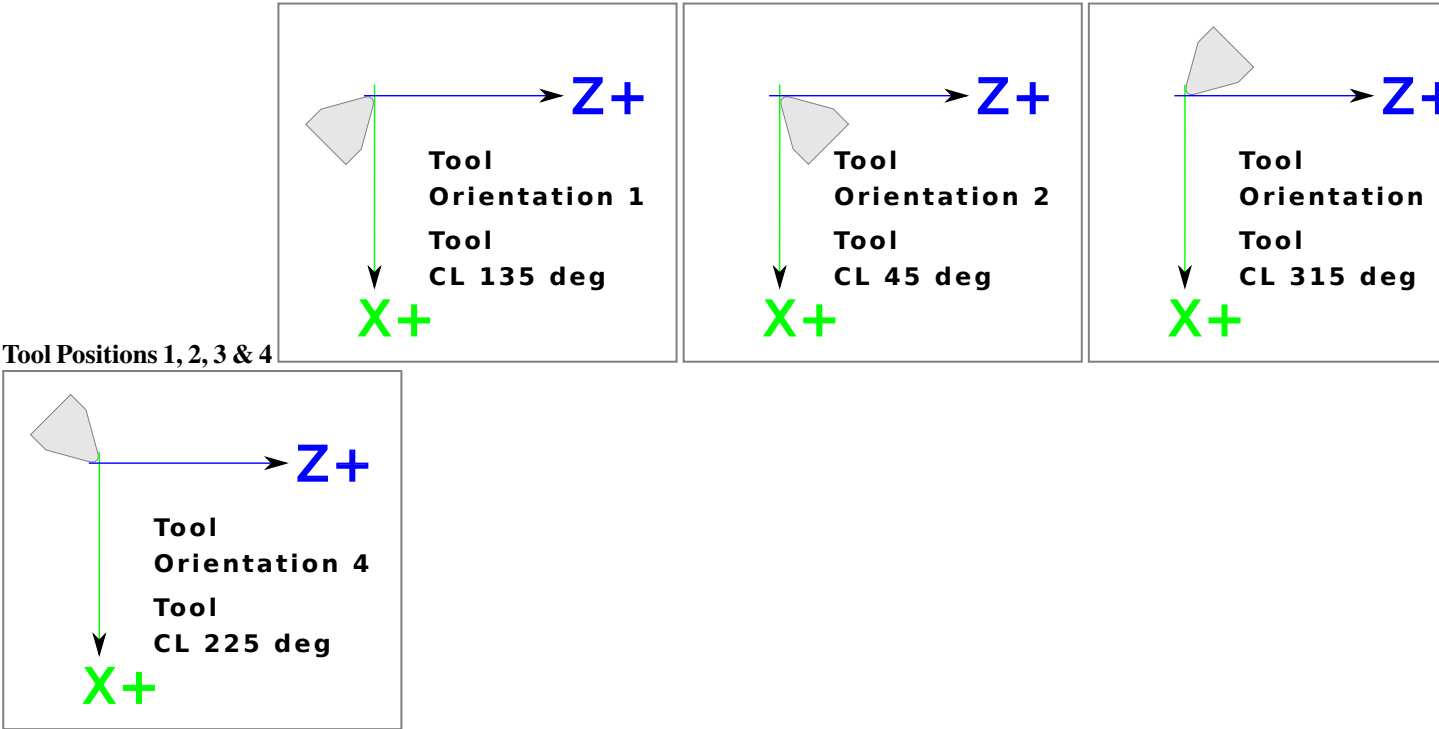 Z+
Tool
Orientation 1
Tool
CL 135 deg
X+
Z+
Tool
Orientation 2
Tool
CL 45 deg
X+
Z+
Tool
Orientation
Tool
CL 315 deg
X+
Tool Positions 1, 2, 3 & 4
Z+
Tool
Orientation 4
Tool
CL 225 deg
X+